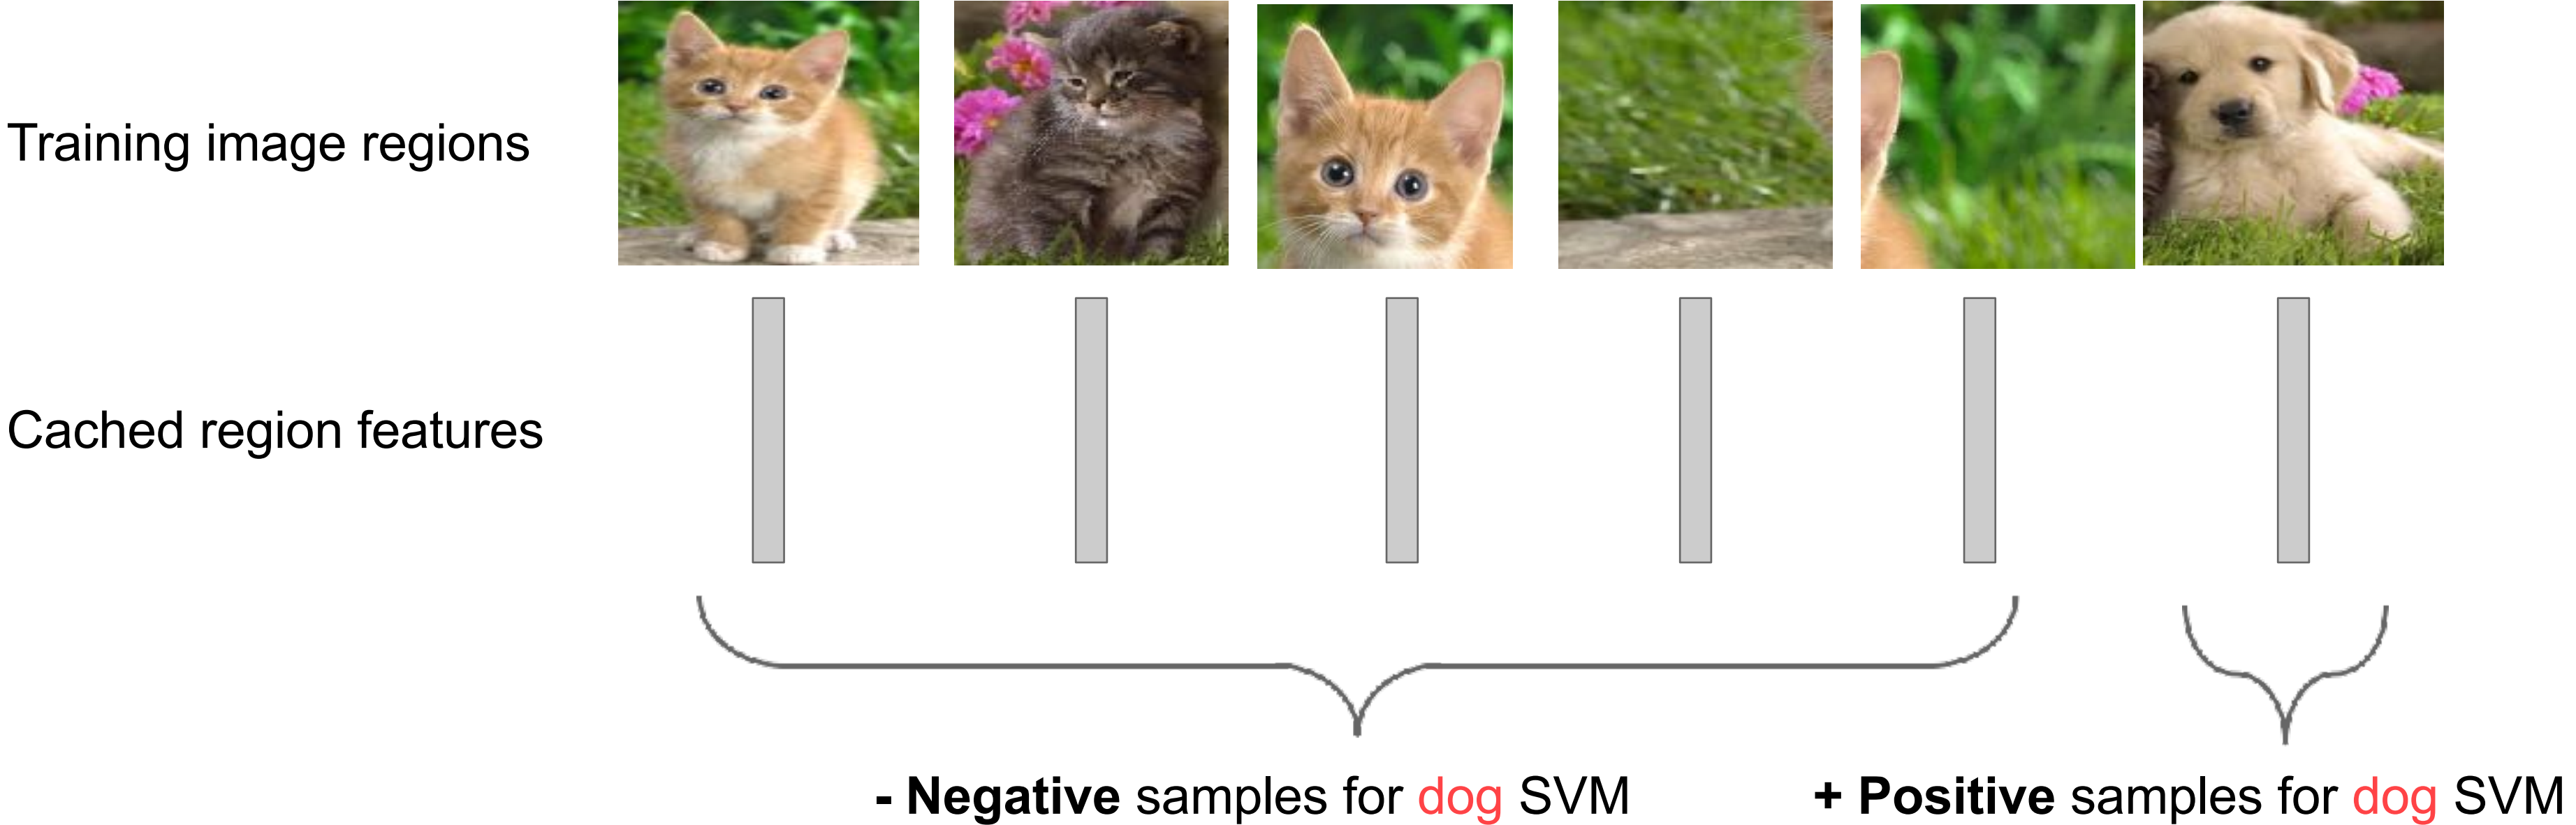 Training image regions
Cached region features
- Negative samples for dog SVM
+ Positive samples for dog SVM